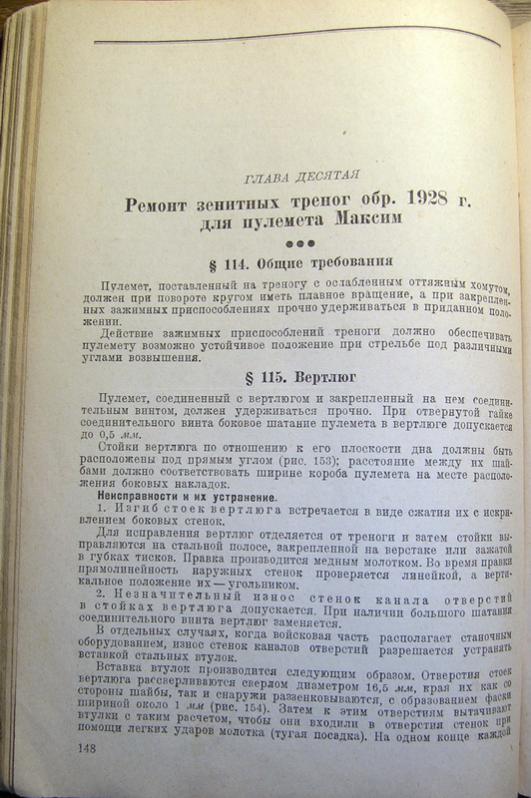 ГЛАВА ДЕСЯТАЯ
Ремонт зенитных треног обр. 1928 г.
для пулемета Максим
●●●
§ 114. Общие требования
Пулемет, поставленный на треногу с ослабленным оттяжным хомутом,
должен при повороте кругом иметь плавное вращение, а при закреплен-
ных зажимных приспособлениях прочно удерживаться в приданном поло-
жении.
Действие зажимных приспособлений треноги должно обеспечивать
пулемету возможно устойчивое положение при стрельбе под различными
углами возвышения.
§ 115. Вертлюг
Пулемет, соединенный с вертлюгом и закрепленный на нем соедини-
тельным винтом, должен удерживаться прочно. При отвернутой гайке
соединительного винта боковое шатание пулемета в вертлюге допускается
до 0,5 мм.
Стойки вертлюга по отношению к его плоскости дна должны быть
расположены под прямым углом (рис. 153); расстояние между их шай-
бами должно соответствовать ширине короба пулемета на месте располо-
жения боковых накладок.
Неисправности и их устранение.
1. Изгиб стоек вертлюга встречается в виде сжатия их с искри-
влением боковых стенок.
Для исправления вертлюг отделяется от треноги и затем стойки вы-
правляются на стальной полосе, закрепленной на верстаке или зажатой
в губках тисков. Правка производится медным молотком. Во время правки
прямолинейность наружных стенок проверяется линейкой, а верти-
кальное положение их — угольником.
2. Незначительный износ стенок канала отверстий
в стойках вертлюга допускается. При наличии большого шатания
соединительного винта вертлюг заменяется.
В отдельных случаях, когда войсковая часть располагает станочным
оборудованием, износ стенок каналов отверстий разрешается устранять
вставкой стальных втулок.
Вставка втулок производится следующим образом. Отверстия стоек
вертлюга рассверливаются сверлом диаметром 16,5 мм, края их как со
стороны шайбы, так и снаружи раззенковываются, с образованием фаски
шириной около 1 мм (рис. 154). Затем к этим отверстиям вытачивают
втулки с таким расчетом, чтобы они входили в отверстия стоек при
помощи легких ударов молотка (тугая посадка). На одном конце каждой
148